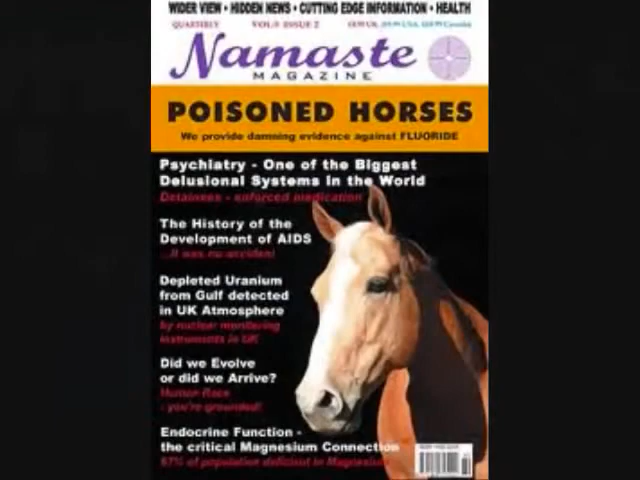 WIDER VIEW • HIDDEN NEWS • CUTTING EDGE INFORMATION • HEALTH
QUARTERLY VOL.9 ISSUE 2
Namaste
MAGAZINE
POISONED HORSES
We provide damning evidence against FLUORIDE
Psychiatry - One of the Biggest
Delusional Systems in the World
Detainees - enforced medication
The History of the
Development of AIDS
...it was no accident
Depleted Uranium
from Gulf detected
in UK Atmosphere
by nuclear monitoring
instruments in UK
Did we Evolve
or did we Arrive?
Human Race
- you're grounded!
Endocrine Function -
the critical Magnesium Connection
67% of population deficient in Magnesium